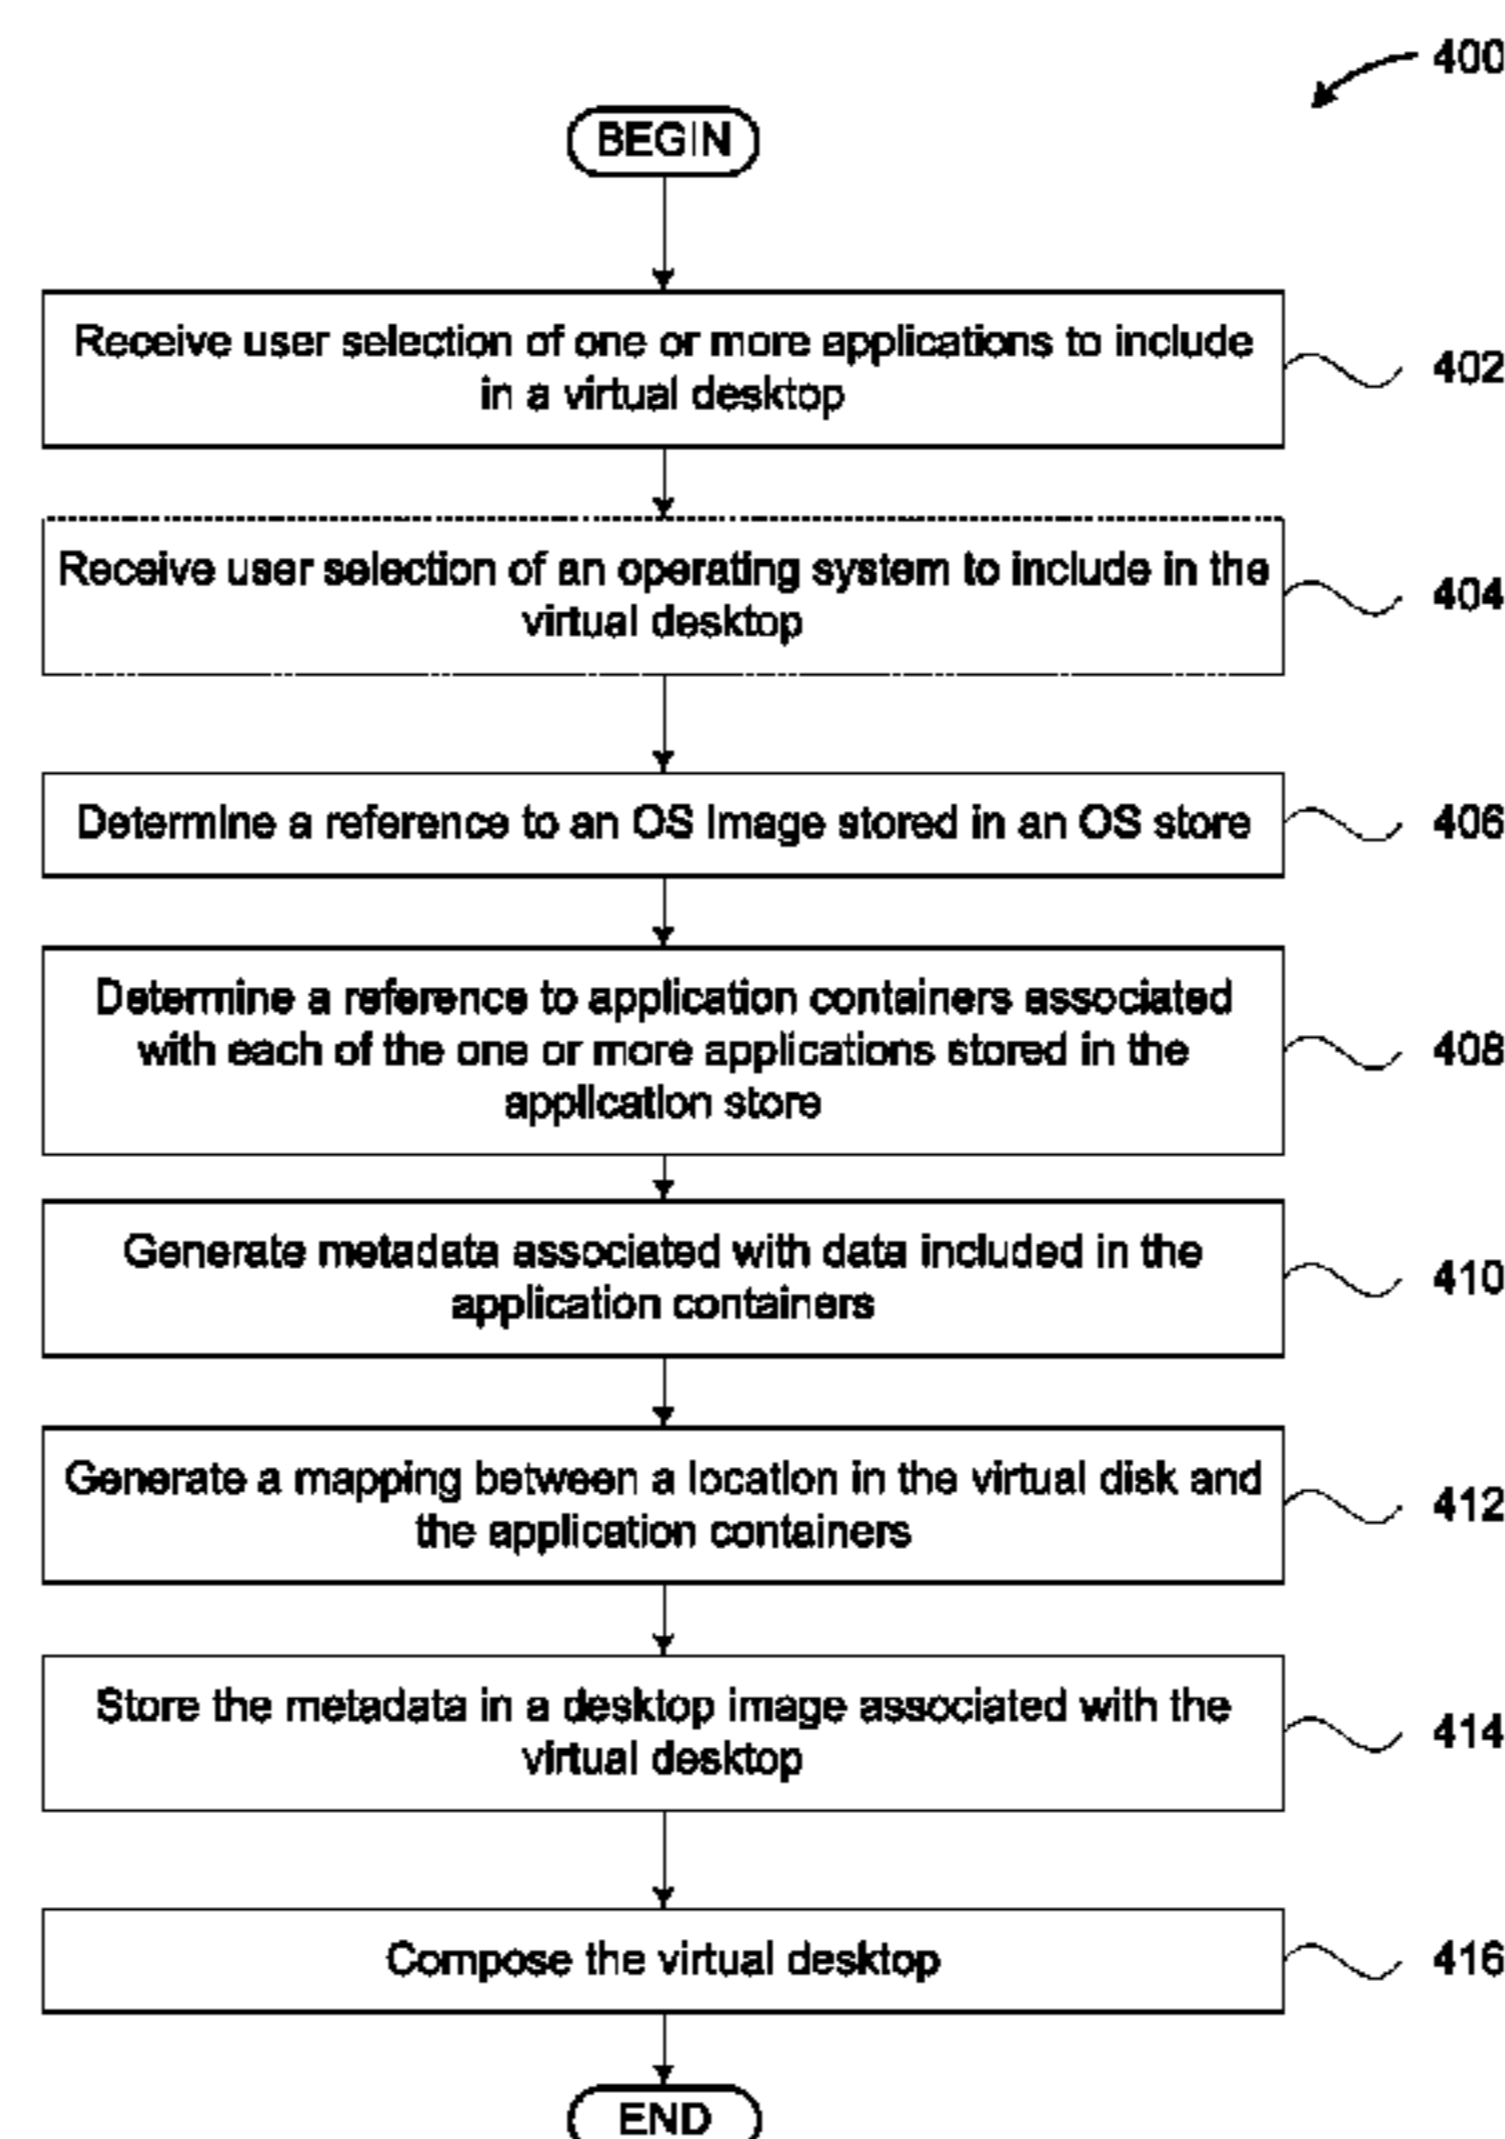 400
BEGIN
Receive user selection of one or more applications to include
in a virtual desktop
402
Receive user selection of an operating system to include in the
virtual desktop
404
Determine a reference to an OS image stored in an OS store
406
Determine a reference to application containers associated
with each of the one or more applications stored in the
application store
408
Generate metadata associated with data included in the
application containers
410
Generate a mapping between a location in the virtual disk and
the application containers
412
Store the metadata in a desktop image associated with the
virtual desktop
414
Compose the virtual desktop
416
END